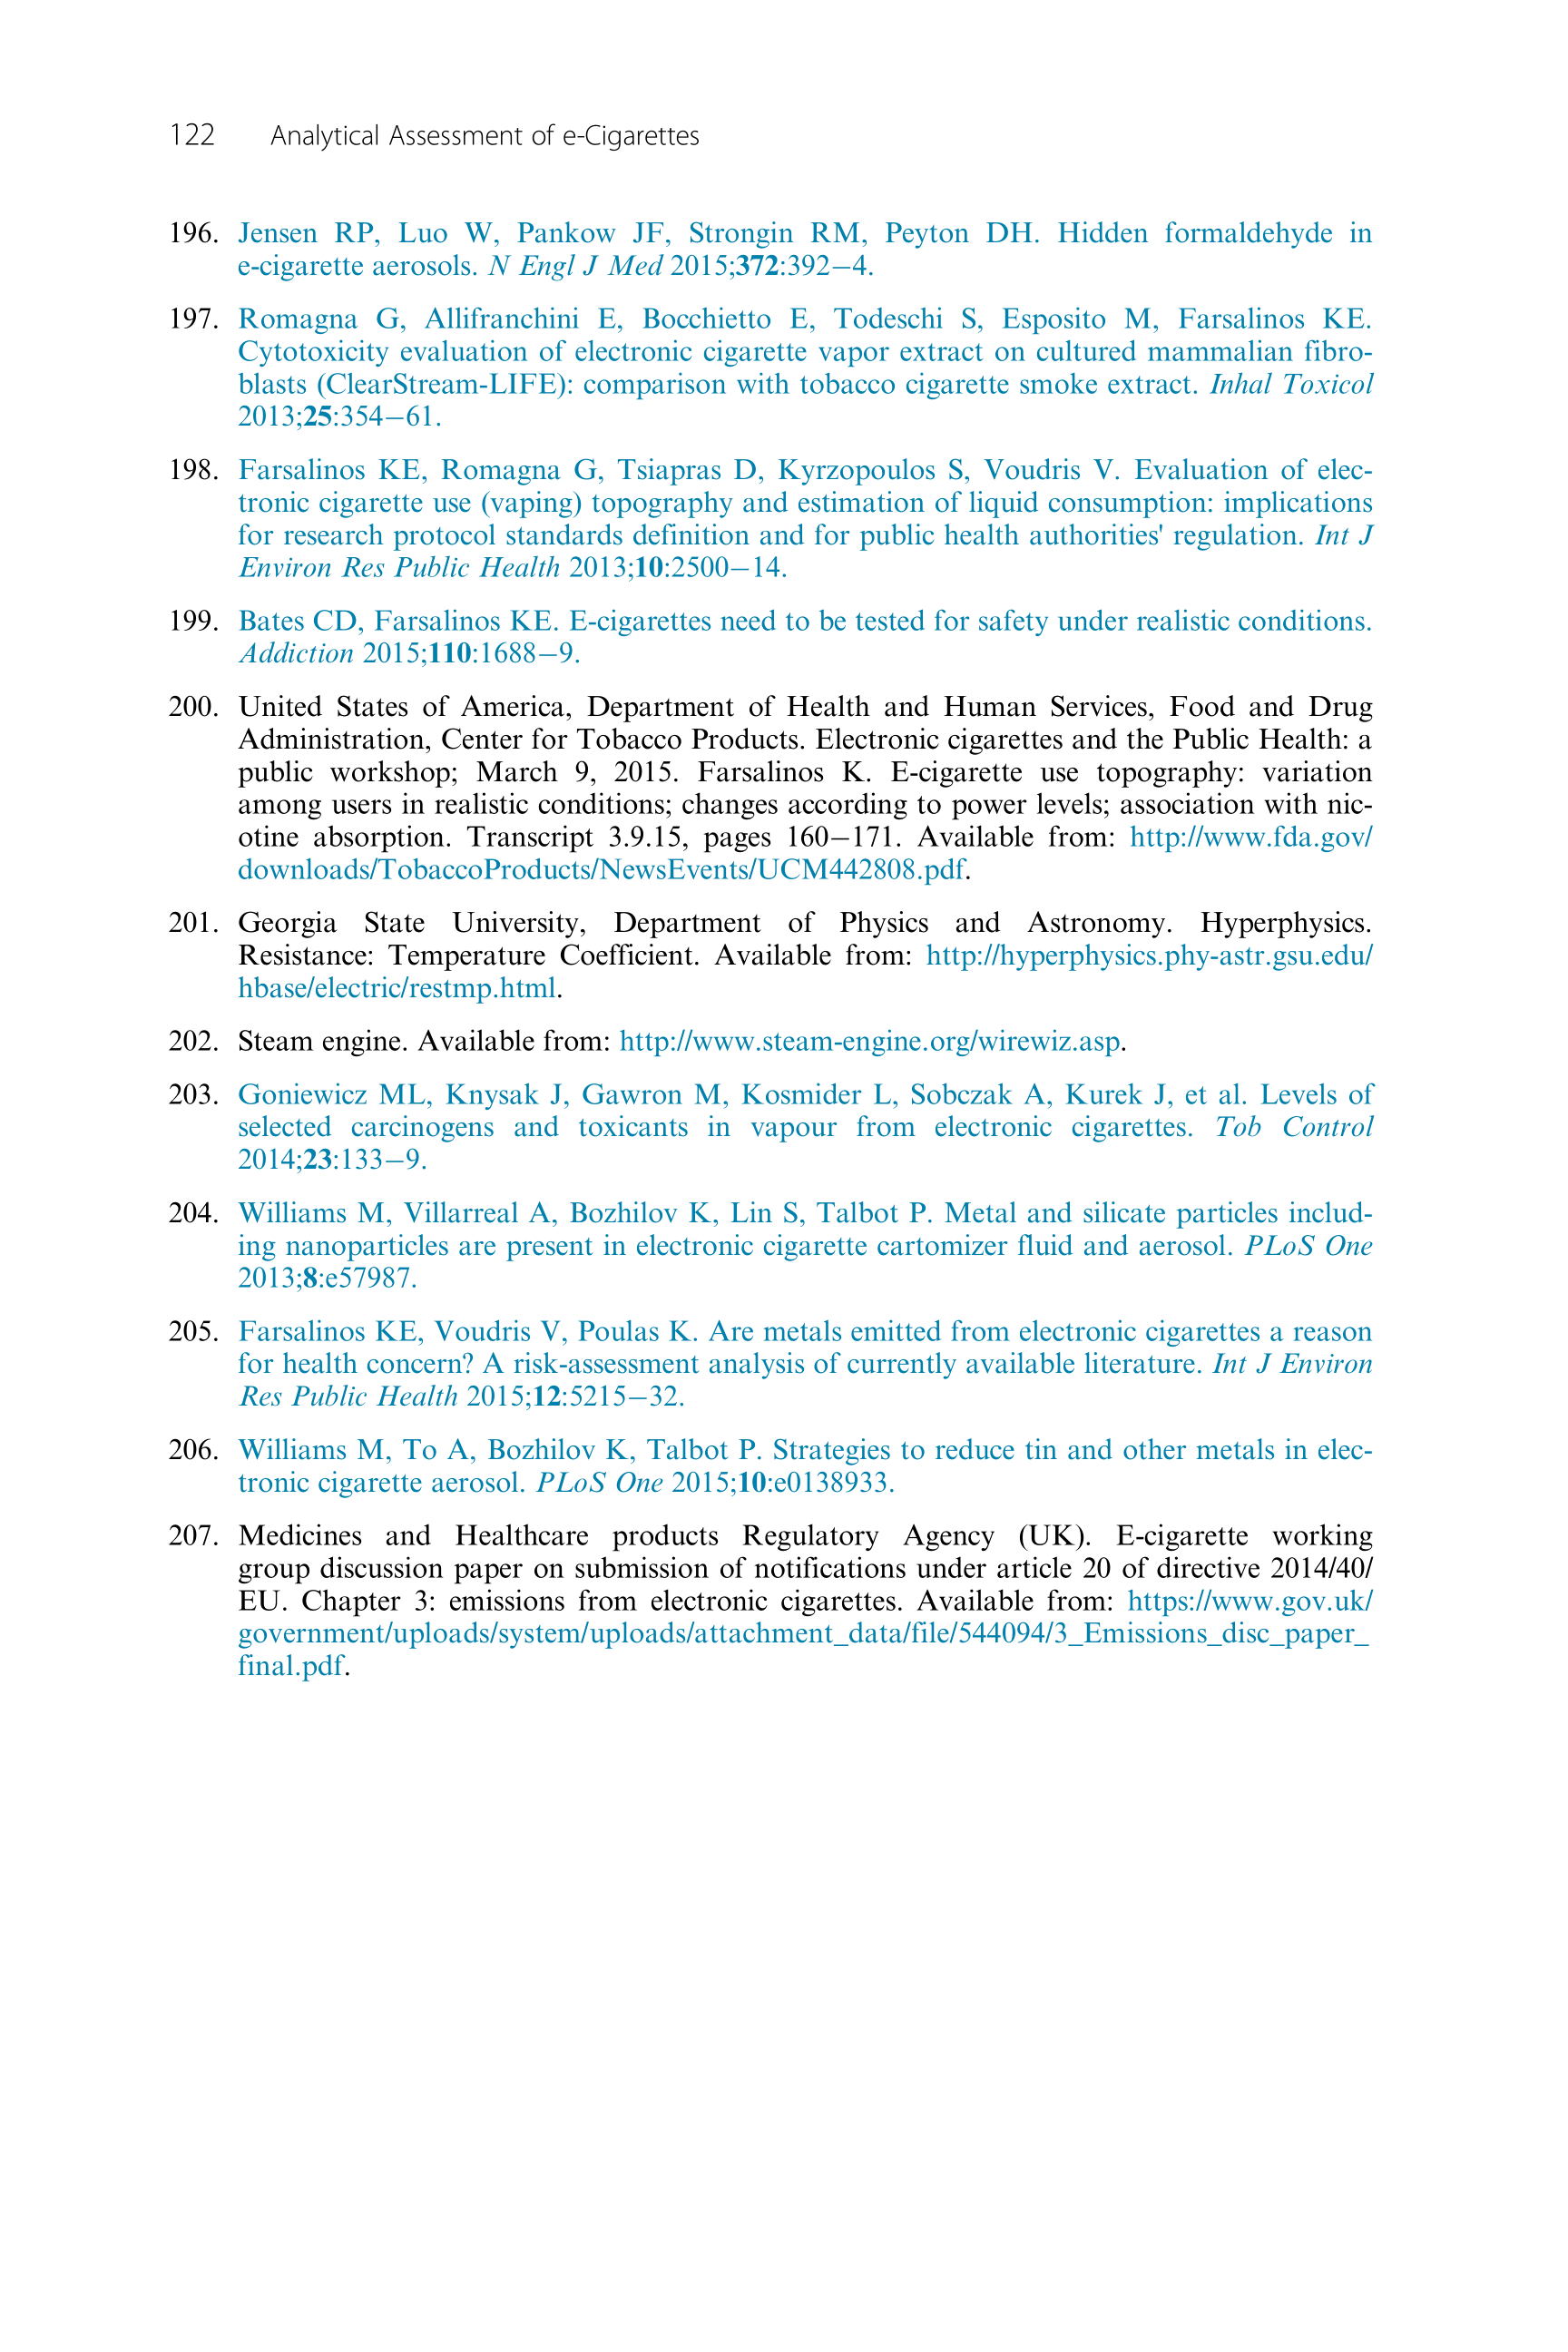 122 Analytical Assessment of e-Cigarettes
196. Jensen RP, Luo W, Pankow JF, Strongin RM, Peyton DH. Hidden formaldehyde in
e-cigarette aerosols. N Engl J Med 2015;372:392–4.
197. Romagna G, Allifranchini E, Bocchietto E, Todeschi S, Esposito M, Farsalinos KE.
Cytotoxicity evaluation of electronic cigarette vapor extract on cultured mammalian fibro-
blasts (ClearStream-LIFE): comparison with tobacco cigarette smoke extract. Inhal Toxicol
2013;25:354–61.
198. Farsalinos KE, Romagna G, Tsiapras D, Kyrzopoulos S, Voudris V. Evaluation of elec-
tronic cigarette use (vaping) topography and estimation of liquid consumption: implications
for research protocol standards definition and for public health authorities' regulation. Int J
Environ Res Public Health 2013;10:2500–14.
199. Bates CD, Farsalinos KE. E-cigarettes need to be tested for safety under realistic conditions.
Addiction 2015;110:1688–9.
200. United States of America, Department of Health and Human Services, Food and Drug
Administration, Center for Tobacco Products. Electronic cigarettes and the Public Health: a
public workshop; March 9, 2015. Farsalinos K. E-cigarette use topography: variation
among users in realistic conditions; changes according to power levels; association with nic-
otine absorption. Transcript 3.9.15, pages 160–171. Available from: http://www.fda.gov/
downloads/TobaccoProducts/NewsEvents/UCM442808.pdf.
201. Georgia State University, Department of Physics and Astronomy. Hyperphysics.
Resistance: Temperature Coefficient. Available from: http://hyperphysics.phy-astr.gsu.edu/
hbase/electric/restmp.html.
202. Steam engine. Available from: http://www.steam-engine.org/wirewiz.asp.
203. Goniewicz ML, Knysak J, Gawron M, Kosmider L, Sobczak A, Kurek J, et al. Levels of
selected carcinogens and toxicants in vapour from electronic cigarettes. Tob Control
2014;23:133–9.
204. Williams M, Villarreal A, Bozhilov K, Lin S, Talbot P. Metal and silicate particles includ-
ing nanoparticles are present in electronic cigarette cartomizer fluid and aerosol. PLoS One
2013;8:e57987.
205. Farsalinos KE, Voudris V, Poulas K. Are metals emitted from electronic cigarettes a reason
for health concern? A risk-assessment analysis of currently available literature. Int J Environ
Res Public Health 2015;12:5215–32.
206. Williams M, To A, Bozhilov K, Talbot P. Strategies to reduce tin and other metals in elec-
tronic cigarette aerosol. PLoS One 2015;10:e0138933.
207. Medicines and Healthcare products Regulatory Agency (UK). E-cigarette working
group discussion paper on submission of notifications under article 20 of directive 2014/40/
EU. Chapter 3: emissions from electronic cigarettes. Available from: https://www.gov.uk/
government/uploads/system/uploads/attachment_data/file/544094/3_Emissions_disc_paper_
final.pdf.